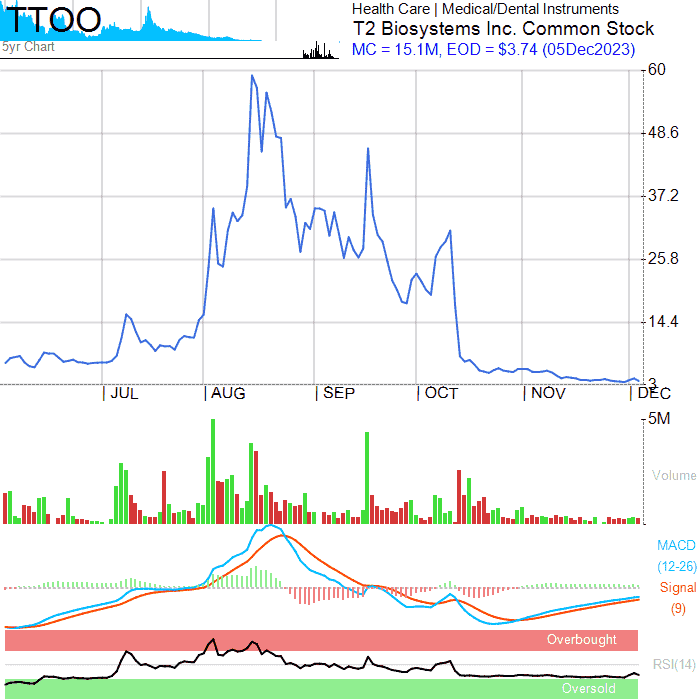 TTOO
5yr Chart
Health Care | Medical/Dental Instruments
T2 Biosystems Inc. Common Stock
MC = 15.1M, EOD = $3.74 (05Dec2023)
60
48.6
37.2
25.8
14.4
3
JUL AUG SEP OCT NOV DEC
5M
Volume
MACD
(12-26)
Signal
(9)
Overbought
RSI(14)
Oversold